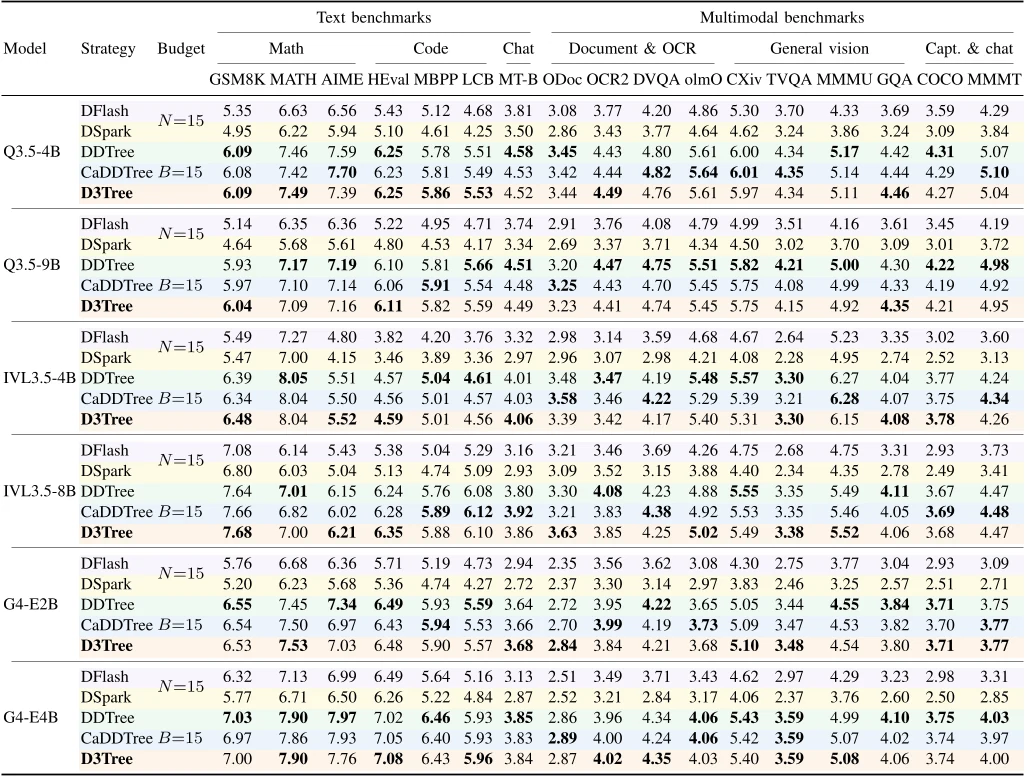 Text benchmarks Multimodal benchmarks
Model Strategy Budget Math Code Chat Document & OCR General vision Capt. & chat
GSM8K MATH AIME HEval MBPP LCB MT-B ODoc OCR2 DVQA olmO CXiv TVQA MMMU GQA COCO MMMT
DFlash 5.35 6.63 6.56 5.43 5.12 4.68 3.81 3.08 3.77 4.20 4.86 5.30 3.70 4.33 3.69 3.59 4.29
N=15
DSpark 4.95 6.22 5.94 5.10 4.61 4.25 3.50 2.86 3.43 3.77 4.64 4.62 3.24 3.86 3.24 3.09 3.84
Q3.5-4B DDTree 6.09 7.46 7.59 6.25 5.78 5.51 4.58 3.45 4.43 4.80 5.61 6.00 4.34 5.17 4.42 4.31 5.07
CaDDTree B=15 6.08 7.42 7.70 6.23 5.81 5.49 4.53 3.42 4.44 4.82 5.64 6.01 4.35 5.14 4.44 4.29 5.10
D3Tree 6.09 7.49 7.39 6.25 5.86 5.53 4.52 3.44 4.49 4.76 5.61 5.97 4.34 5.11 4.46 4.27 5.04
DFlash 5.14 6.35 6.36 5.22 4.95 4.71 3.74 2.91 3.76 4.08 4.79 4.99 3.51 4.16 3.61 3.45 4.19
N=15
DSpark 4.64 5.68 5.61 4.80 4.53 4.17 3.34 2.69 3.37 3.71 4.34 4.50 3.02 3.70 3.09 3.01 3.72
Q3.5-9B DDTree 5.93 7.17 7.19 6.10 5.81 5.66 4.51 3.20 4.47 4.75 5.51 5.82 4.21 5.00 4.30 4.22 4.98
CaDDTree B=15 5.97 7.10 7.14 6.06 5.91 5.54 4.48 3.25 4.43 4.70 5.45 5.75 4.08 4.99 4.33 4.19 4.92
D3Tree 6.04 7.09 7.16 6.11 5.82 5.59 4.49 3.23 4.41 4.74 5.45 5.75 4.15 4.92 4.35 4.21 4.95
DFlash 5.49 7.27 4.80 3.82 4.20 3.76 3.32 2.98 3.14 3.59 4.68 4.67 2.64 5.23 3.35 3.02 3.60
N=15
DSpark 5.47 7.00 4.15 3.46 3.89 3.36 2.97 2.96 3.07 2.98 4.21 4.08 2.28 4.95 2.74 2.52 3.13
IVL3.5-4B DDTree 6.39 8.05 5.51 4.57 5.04 4.61 4.01 3.48 3.47 4.19 5.48 5.57 3.30 6.27 4.04 3.77 4.24
CaDDTree B=15 6.34 8.04 5.50 4.56 5.01 4.57 4.03 3.58 3.46 4.22 5.29 5.39 3.21 6.28 4.07 3.75 4.34
D3Tree 6.48 8.04 5.52 4.59 5.01 4.56 4.06 3.39 3.42 4.17 5.40 5.31 3.30 6.15 4.08 3.78 4.26
DFlash 7.08 6.14 5.43 5.38 5.04 5.29 3.16 3.21 3.46 3.69 4.26 4.75 2.68 4.75 3.31 2.93 3.73
N=15
DSpark 6.80 6.03 5.04 5.13 4.74 5.09 2.93 3.09 3.52 3.15 3.88 4.40 2.34 4.35 2.78 2.49 3.41
IVL3.5-8B DDTree 7.64 7.01 6.15 6.24 5.76 6.08 3.80 3.30 4.08 4.23 4.88 5.55 3.35 5.49 4.11 3.67 4.47
CaDDTree B=15 7.66 6.82 6.02 6.28 5.89 6.12 3.92 3.21 3.83 4.38 4.92 5.53 3.35 5.46 4.05 3.69 4.48
D3Tree 7.68 7.00 6.21 6.35 5.88 6.10 3.86 3.63 3.85 4.25 5.02 5.49 3.38 5.52 4.06 3.68 4.47
DFlash 5.76 6.68 6.36 5.71 5.19 4.73 2.94 2.35 3.56 3.62 3.08 4.30 2.75 3.77 3.04 2.93 3.09
N=15
DSpark 5.20 6.23 5.68 5.36 4.74 4.27 2.72 2.37 3.30 3.14 2.97 3.83 2.46 3.25 2.57 2.51 2.71
G4-E2B DDTree 6.55 7.45 7.34 6.49 5.93 5.59 3.64 2.72 3.95 4.22 3.65 5.05 3.44 4.55 3.84 3.71 3.75
CaDDTree B=15 6.54 7.50 6.97 6.43 5.94 5.53 3.66 2.70 3.99 4.19 3.73 5.09 3.47 4.53 3.82 3.70 3.77
D3Tree 6.53 7.53 7.03 6.48 5.90 5.57 3.68 2.84 3.84 4.21 3.68 5.10 3.48 4.54 3.80 3.71 3.77
DFlash 6.32 7.13 6.99 6.49 5.64 5.16 3.13 2.51 3.49 3.71 3.43 4.62 2.97 4.29 3.23 2.98 3.31
N=15
DSpark 5.77 6.71 6.50 6.26 5.22 4.84 2.87 2.52 3.21 2.84 3.17 4.06 2.37 3.76 2.60 2.50 2.85
G4-E4B DDTree 7.03 7.90 7.97 7.02 6.46 5.93 3.85 2.86 3.96 4.34 4.06 5.43 3.59 4.99 4.10 3.75 4.03
CaDDTree B=15 6.97 7.86 7.93 7.05 6.40 5.93 3.83 2.89 4.00 4.24 4.06 5.42 3.59 5.07 4.02 3.74 3.97
D3Tree 7.00 7.90 7.76 7.08 6.43 5.96 3.84 2.87 4.02 4.35 4.03 5.40 3.59 5.08 4.06 3.74 4.00